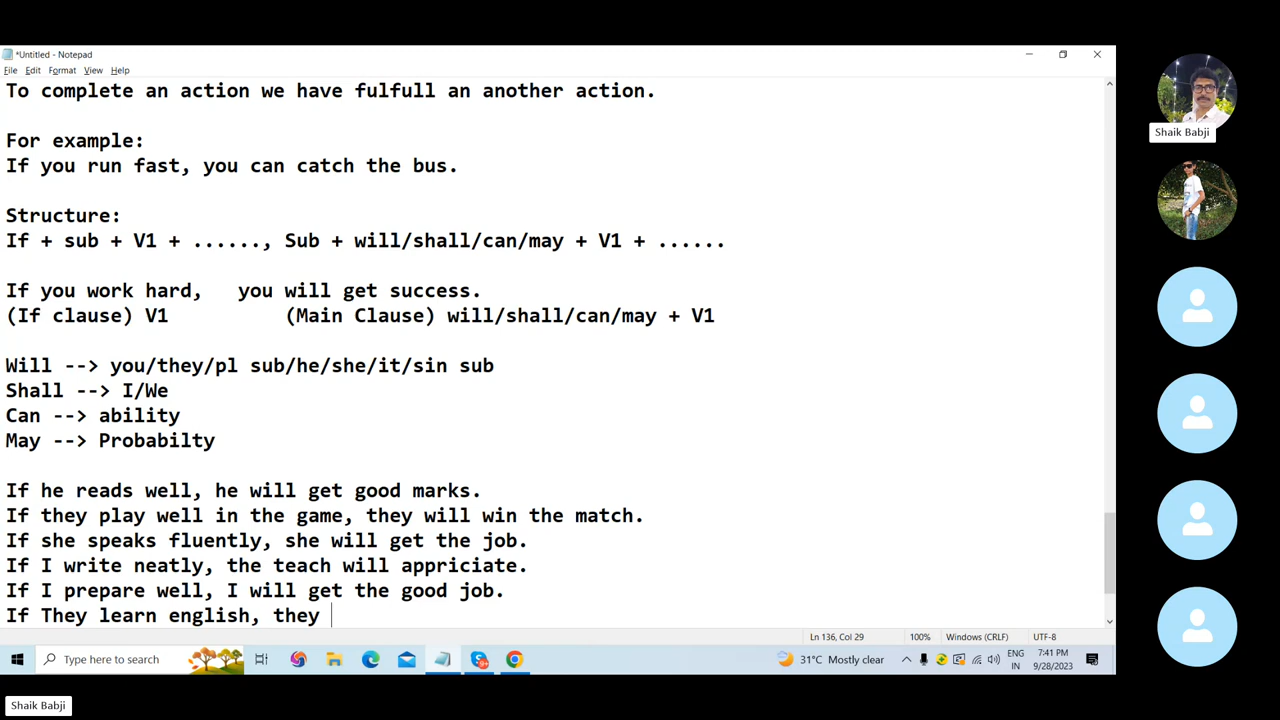 *Untitled - Notepad
File Edit Format View Help
To complete an action we have fulfull an another action.
For example:
If you run fast, you can catch the bus.
Structure:
If + sub + V1 + ......, Sub + will/shall/can/may + V1 + ......
If you work hard, you will get success.
(If clause) V1 (Main Clause) will/shall/can/may + V1
Will --> you/they/pl sub/he/she/it/sin sub
Shall --> I/We
Can --> ability
May --> Probabilty
If he reads well, he will get good marks.
If they play well in the game, they will win the match.
If she speaks fluently, she will get the job.
If I write neatly, the teach will appriciate.
If I prepare well, I will get the good job.
If They learn english, they
Ln 136, Col 29 100% Windows (CRLF) UTF-8
Type here to search
31°C Mostly clear
ENG
IN
7:41 PM
9/28/2023
Shaik Babji
Shaik Babji